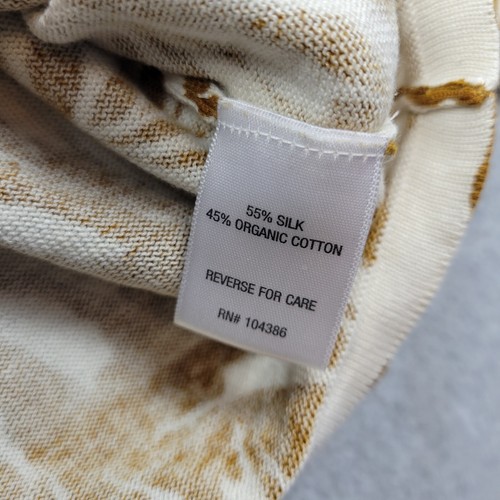 55% SILK
45% ORGANIC COTTON
REVERSE FOR CARE
RN# 104386